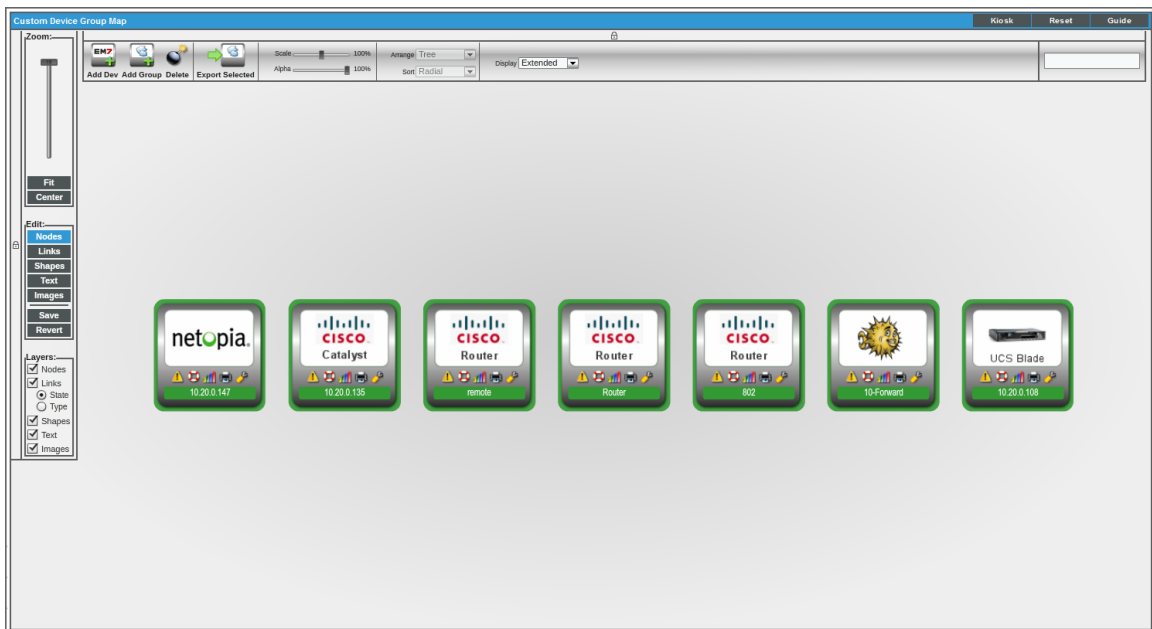 Custom Device Group Map
Kiosk
Reset
Guide
Zoom:
Fit
Center
EM7
Add Dev
Add Group
Delete
Export Selected
Scale
100%
Alpha
100%
Arrange
Tree
Sort
Radial
Display
Extended
Edit:
Nodes
Links
Shapes
Text
Images
Save
Revert
Layers:
Nodes
Links
State
Type
Shapes
Text
Images
netopia.
10.20.0.147
CISCO
Catalyst
10.20.0.135
CISCO
Router
remote
CISCO
Router
Router
CISCO
Router
802
10-Forward
UCS Blade
10.20.0.108